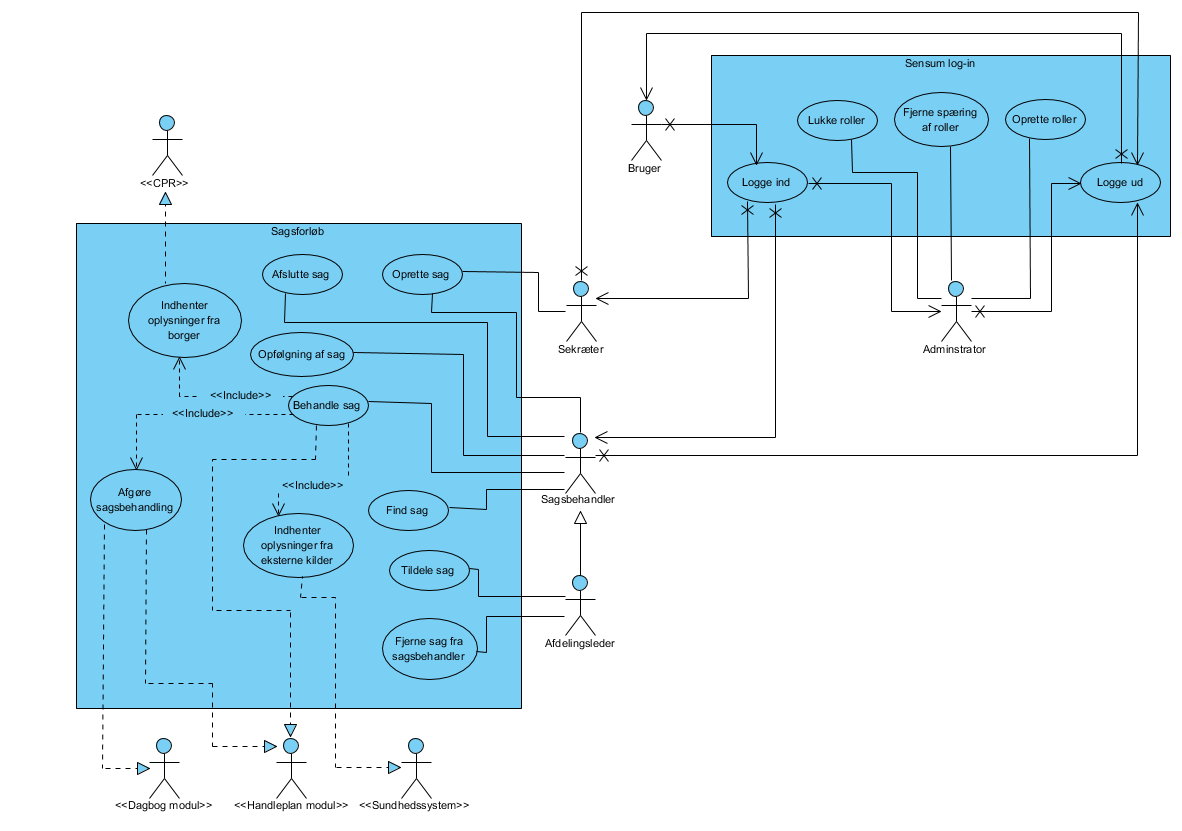 Sensum log-in
Lukke roller
Fjerne spæring
af roller
Oprette roller
Bruger
Logge ind
Logge ud
<<CPR>>
Sagsforløb
Afslutte sag
Oprette sag
Indhenter
oplysninger fra
borger
Opfølgning af sag
Sekræter
Adminstrator
<<Include>>
Behandle sag
<<Include>>
Afgøre
sagsbehandling
<<Include>>
Find sag
Sagsbehandler
Indhenter
oplysninger fra
eksterne kilder
Tildele sag
Fjerne sag fra
sagsbehandler
Afdelingsleder
<<Dagbog modul>>
<<Handleplan modul>>
<<Sundhedssystem>>